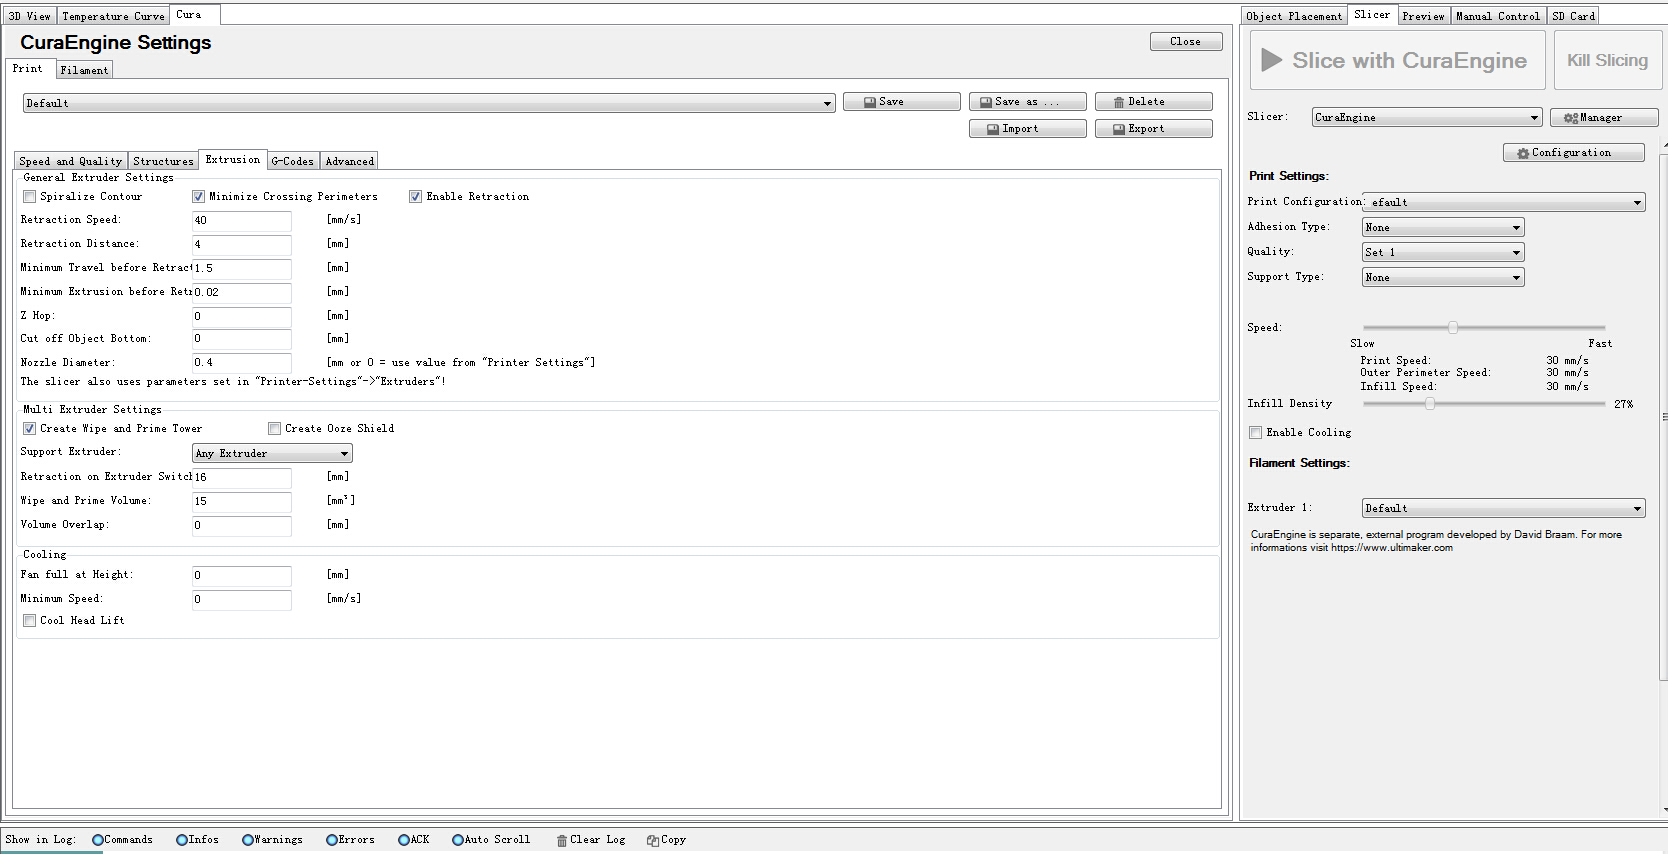 3D View Temperature Curve Cura
CuraEngine Settings
Close
Print Filament
Default
Save
Save as ...
Delete
Import
Export
Speed and Quality Structures Extrusion G-Codes Advanced
General Extruder Settings
Spiralize Contour Minimize Crossing Perimeters Enable Retraction
Retraction Speed: 40 [mm/s]
Retraction Distance: 4 [mm]
Minimum Travel before Retract 1.5 [mm]
Minimum Extrusion before Retr 0.02 [mm]
Z Hop: 0 [mm]
Cut off Object Bottom: 0 [mm]
Nozzle Diameter: 0.4 [mm or 0 = use value from "Printer Settings"]
The slicer also uses parameters set in "Printer-Settings"->"Extruders"!
Multi Extruder Settings
Create Wipe and Prime Tower Create Ooze Shield
Support Extruder: Any Extruder
Retraction on Extruder Switch 16 [mm]
Wipe and Prime Volume: 15 [mm³]
Volume Overlap: 0 [mm]
Cooling
Fan full at Height: 0 [mm]
Minimum Speed: 0 [mm/s]
Cool Head Lift
Object Placement Slicer Preview Manual Control SD Card
Slice with CuraEngine Kill Slicing
Slicer: CuraEngine Manager
Configuration
Print Settings:
Print Configuration: efault
Adhesion Type: None
Quality: Set 1
Support Type: None
Speed:
Slow Fast
Print Speed: 30 mm/s
Outer Perimeter Speed: 30 mm/s
Infill Speed: 30 mm/s
Infill Density 27%
Enable Cooling
Filament Settings:
Extruder 1: Default
CuraEngine is separate, external program developed by David Braam. For more
informations visit https://www.ultimaker.com
Show in Log: Commands Infos Warnings Errors ACK Auto Scroll Clear Log Copy